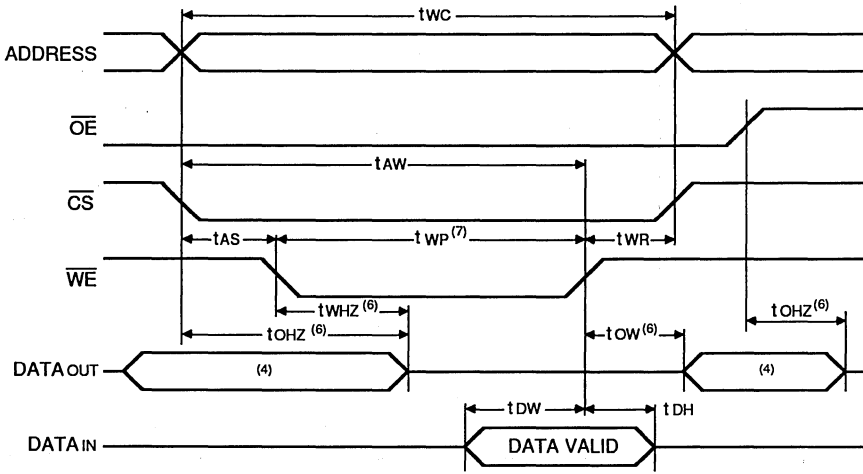 tWC
ADDRESS
OE
tAW
CS
tAS
tWP(7)
tWR
WE
tWHZ(6)
tOHZ(6)
tOW(6)
tOHZ(6)
DATA OUT
(4)
(4)
tDW
tDH
DATA IN
DATA VALID